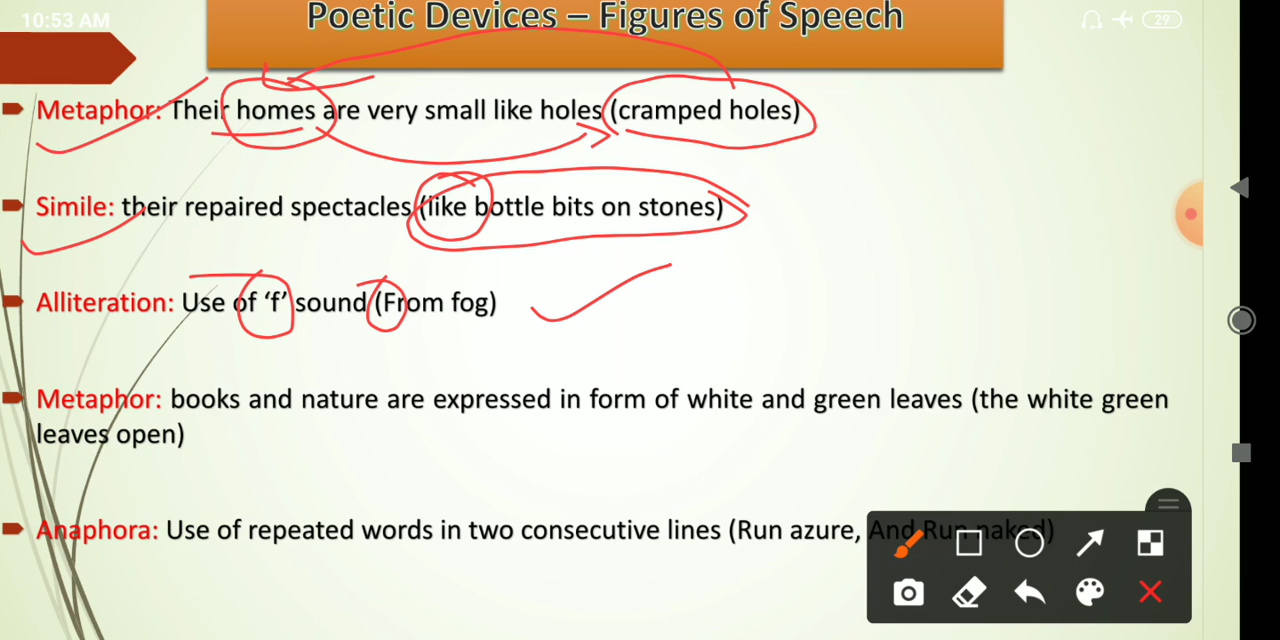 10:53 AM
29
Poetic Devices – Figures of Speech
Metaphor: Their homes are very small like holes (cramped holes)
Simile: their repaired spectacles (like bottle bits on stones)
Alliteration: Use of ‘f’ sound (From fog)
Metaphor: books and nature are expressed in form of white and green leaves (the white green
leaves open)
Anaphora: Use of repeated words in two consecutive lines (Run azure, And Run naked)